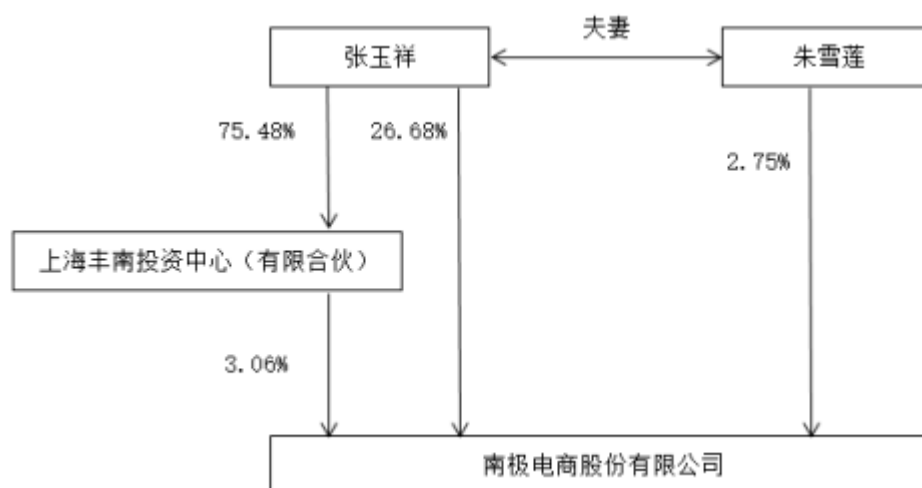 夫妻
张玉祥
朱雪莲
75.48%
26.68%
2.75%
上海丰南投资中心（有限合伙）
3.06%
南极电商股份有限公司